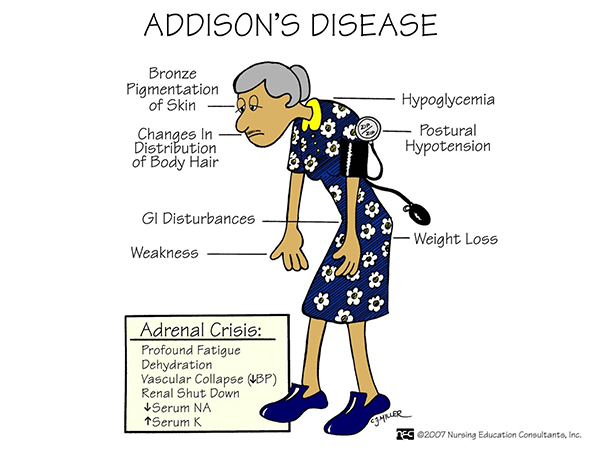 ADDISON'S DISEASE
Bronze
Pigmentation
of Skin
Changes In
Distribution
of Body Hair
GI Disturbances
Weakness
Hypoglycemia
Postural
Hypotension
Weight Loss
Adrenal Crisis:
Profound Fatigue
Dehydration
Vascular Collapse (↓BP)
Renal Shut Down
↓Serum NA
↑Serum K
CJMILLER
NEC ©2007 Nursing Education Consultants, Inc.